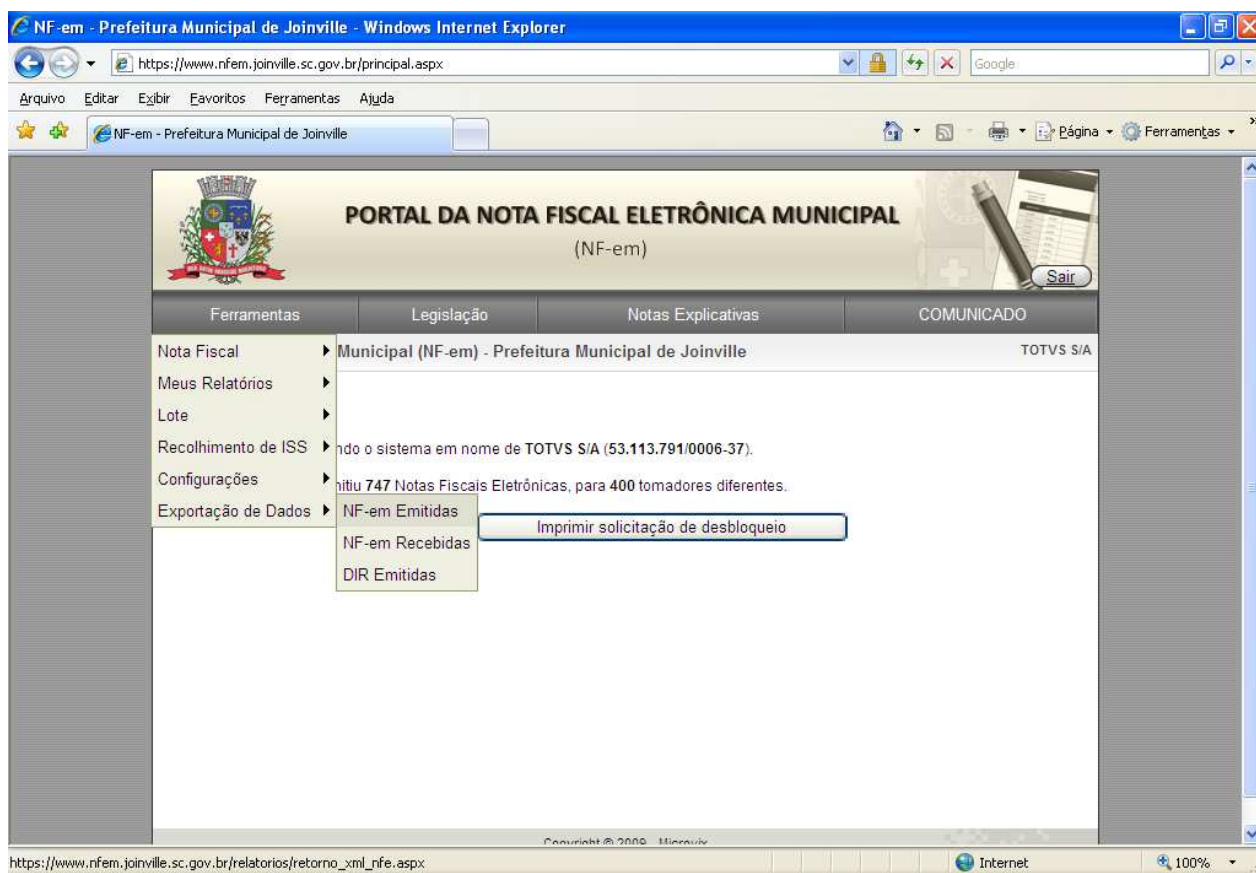 NF-em - Prefeitura Municipal de Joinville - Windows Internet Explorer
https://www.nfem.joinville.sc.gov.br/principal.aspx
Google
Arquivo Editar Exibir Favoritos Ferramentas Ajuda
NF-em - Prefeitura Municipal de Joinville
Página Ferramentas
PORTAL DA NOTA FISCAL ELETRÔNICA MUNICIPAL
(NF-em)
Sair
Ferramentas Legislação Notas Explicativas COMUNICADO
Nota Fiscal
Municipal (NF-em) - Prefeitura Municipal de Joinville
TOTVS S/A
Meus Relatórios
Lote
Recolhimento de ISS
ndo o sistema em nome de TOTVS S/A (53.113.791/0006-37).
Configurações
nitiu 747 Notas Fiscais Eletrônicas, para 400 tomadores diferentes.
Exportação de Dados
NF-em Emitidas
Imprimir solicitação de desbloqueio
NF-em Recebidas
DIR Emitidas
Copyright © 2009 Microvix
https://www.nfem.joinville.sc.gov.br/relatorios/retorno_xml_nfe.aspx
Internet
100%